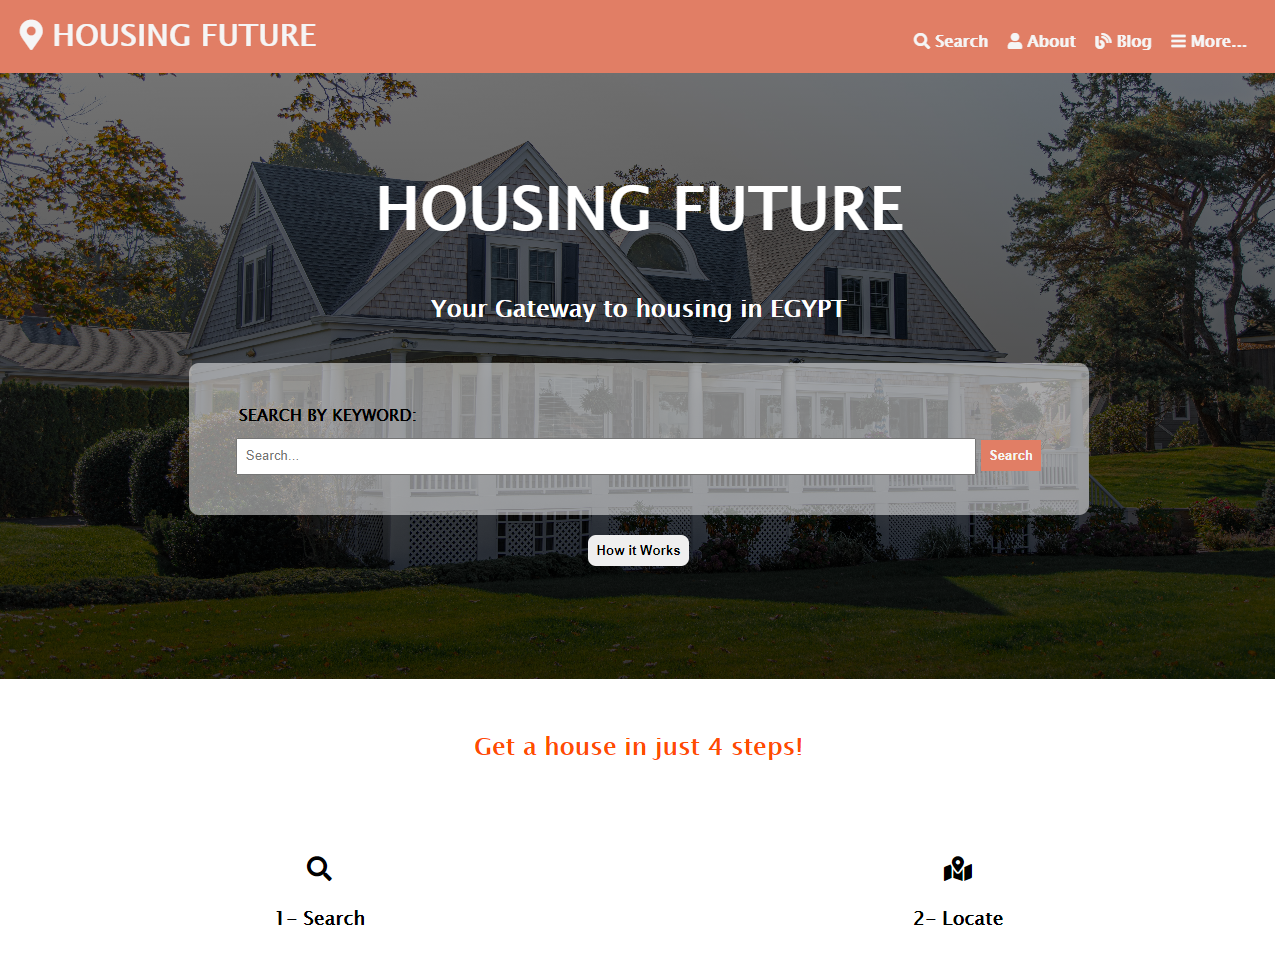 HOUSING FUTURE
Search About Blog More...
HOUSING FUTURE
Your Gateway to housing in EGYPT
SEARCH BY KEYWORD:
Search...
Search
How it Works
Get a house in just 4 steps!
1- Search
2- Locate